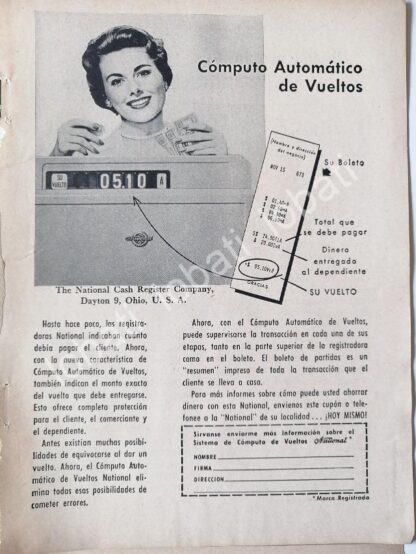 Cómputo Automático
de Vueltos
SU
VUELTO
05.10 A
(Nombre y dirección
del negocio)
NOV 15
Su Boleto
Total que
se debe pagar
Dinero
entregado
al dependiente
SU VUELTO
GRACIAS
The National Cash Register Company,
Dayton 9, Ohio, U. S. A.
Hasta hace poco, las registra-
doras National indicaban cuánto
debía pagar el cliente. Ahora,
con la nueva característica de
Cómputo Automático de Vueltos,
también indican el monto exacto
del vuelto que debe entregarse.
Esto ofrece completa protección
para el cliente, el comerciante y
el dependiente.
Antes existían muchas posibi-
lidades de equivocarse al dar un
vuelto. Ahora, el Cómputo Auto-
mático de Vueltos National eli-
mina todas esas posibilidades de
cometer errores.
Ahora, con el Cómputo Automático de Vueltos,
puede supervisarse la transacción en cada una de sus
etapas, tanto en la parte superior de la registradora
como en el boleto. El boleto de partidas es un
"resumen" impreso de toda la transacción que el
cliente se lleva a casa.
Para más informes sobre cómo puede usted ahorrar
dinero con esta National, envíenos este cupón o tele-
fonee a la "National" de su localidad... ¡HOY MISMO!
Sírvanse enviarme más información sobre el
Sistema de Cómputo de Vueltos National*
NOMBRE
FIRMA
DIRECCION
*Marca Registrada